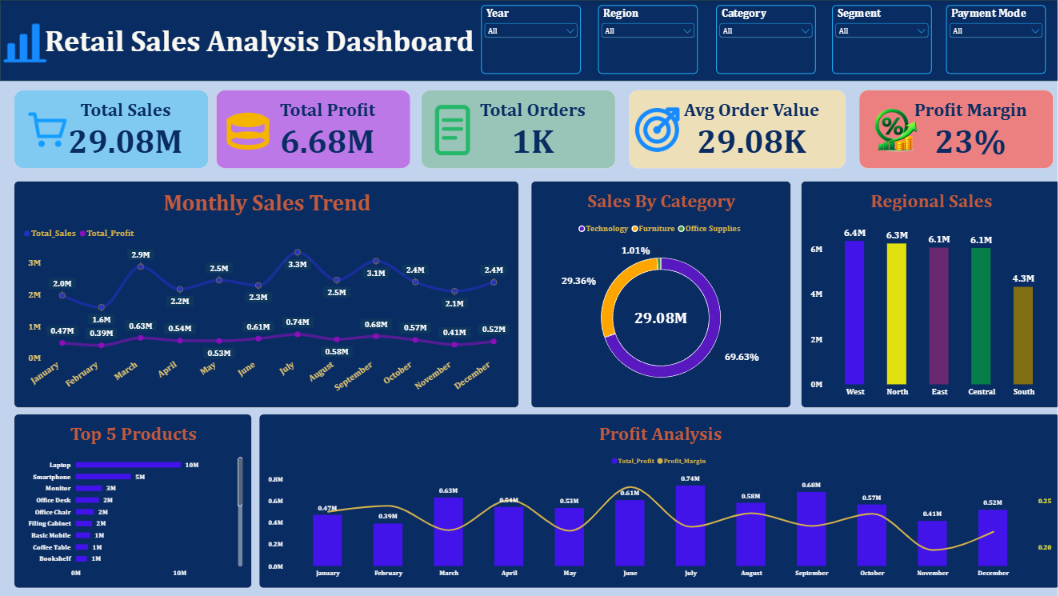 Retail Sales Analysis Dashboard
Year
All
Region
All
Category
All
Segment
All
Payment Mode
All
Total Sales
29.08M
Total Profit
6.68M
Total Orders
1K
Avg Order Value
29.08K
%
Profit Margin
23%
Monthly Sales Trend
Total_Sales Total_Profit
3M
2M
1M
0M
2.0M
1.6M
2.9M
2.2M
2.5M
2.3M
3.3M
2.5M
3.1M
2.4M
2.1M
2.4M
0.47M
0.39M
0.63M
0.54M
0.53M
0.61M
0.74M
0.58M
0.68M
0.57M
0.41M
0.52M
January
February
March
April
May
June
July
August
September
October
November
December
Sales By Category
Technology Furniture Office Supplies
1.01%
29.36%
29.08M
69.63%
Regional Sales
6M
4M
2M
0M
6.4M
6.3M
6.1M
6.1M
4.3M
West North East Central South
Top 5 Products
Laptop 10M
Smartphone 5M
Monitor 3M
Office Desk 2M
Office Chair 2M
Filing Cabinet 2M
Basic Mobile 1M
Coffee Table 1M
Bookshelf 1M
0M 10M
Profit Analysis
Total_Profit Profit_Margin
0.8M
0.6M
0.4M
0.2M
0.0M
0.47M
0.39M
0.63M
0.54M
0.53M
0.61M
0.74M
0.58M
0.68M
0.57M
0.41M
0.52M
0.25
0.20
January February March April May June July August September October November December